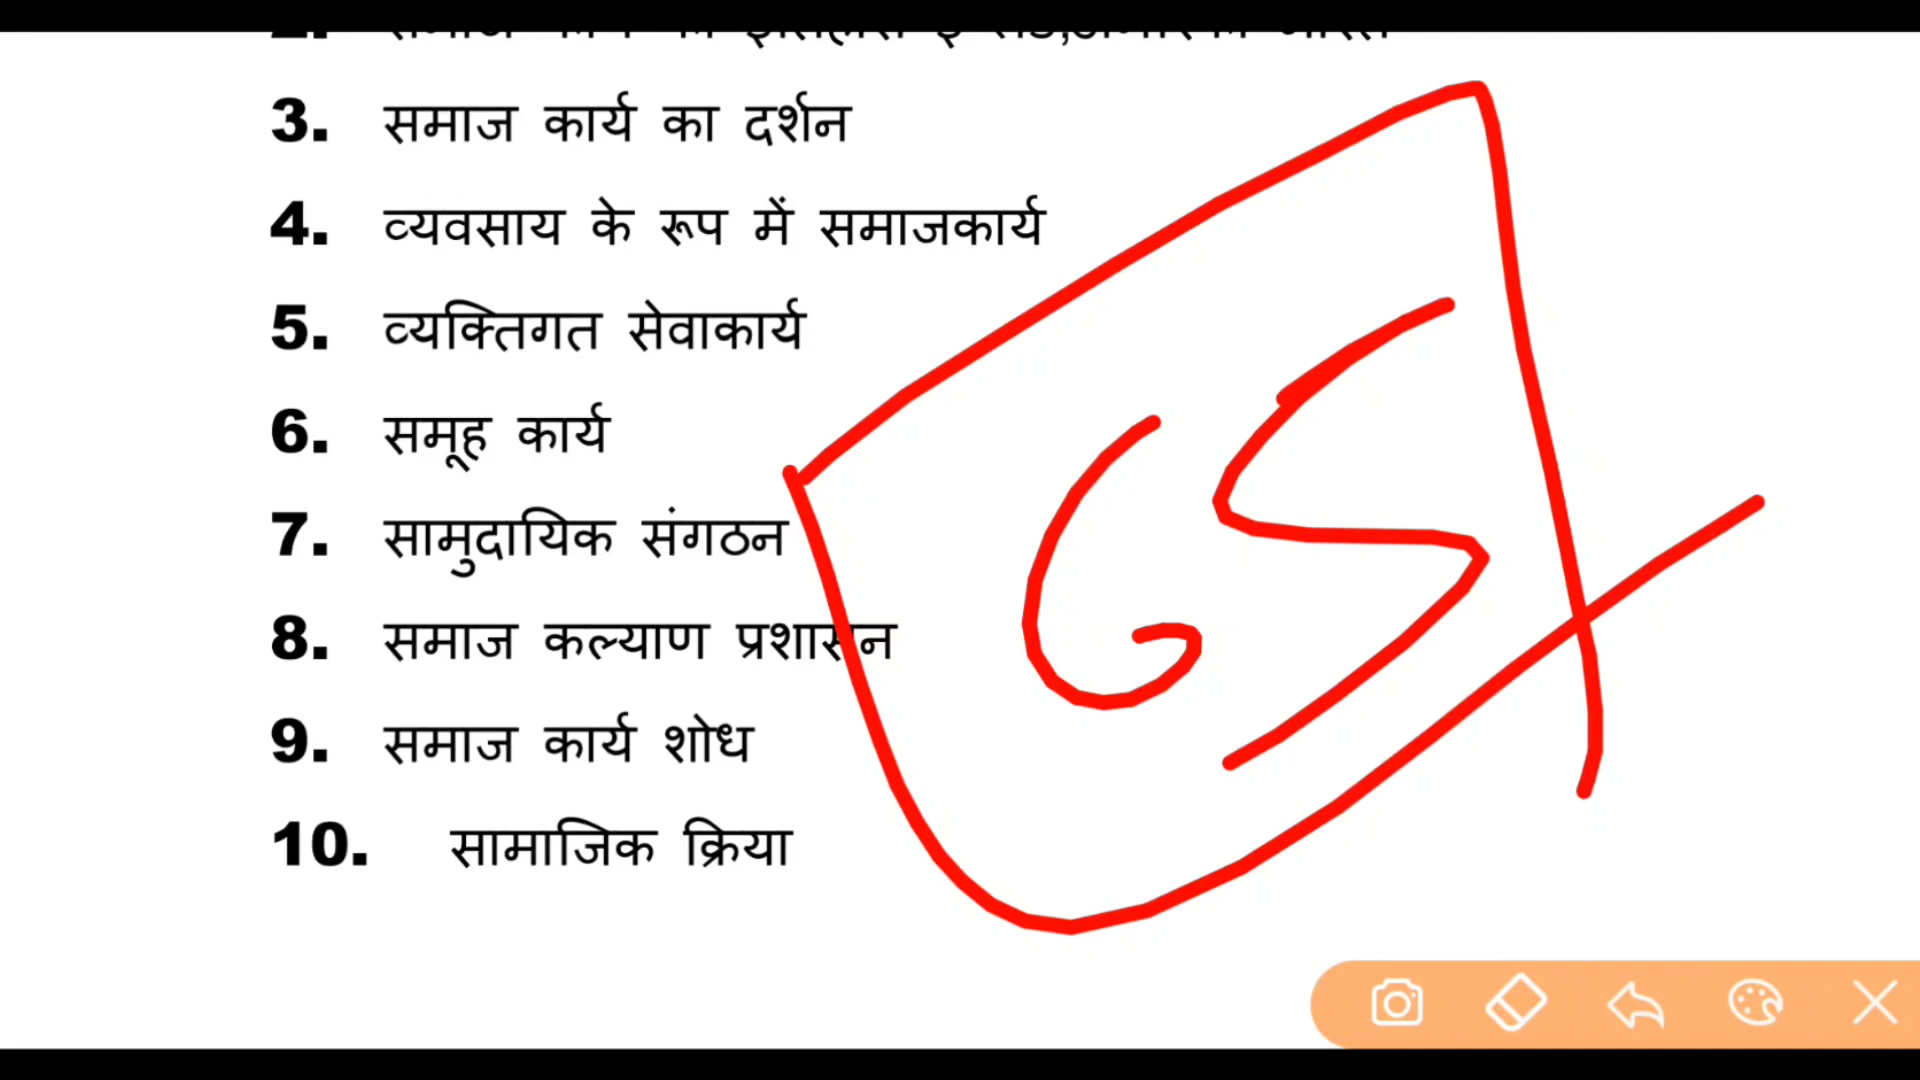 3. समाज कार्य का दर्शन
4. व्यवसाय के रूप में समाजकार्य
5. व्यक्तिगत सेवाकार्य
6. समूह कार्य
7. सामुदायिक संगठन
8. समाज कल्याण प्रशासन
9. समाज कार्य शोध
10. सामाजिक क्रिया